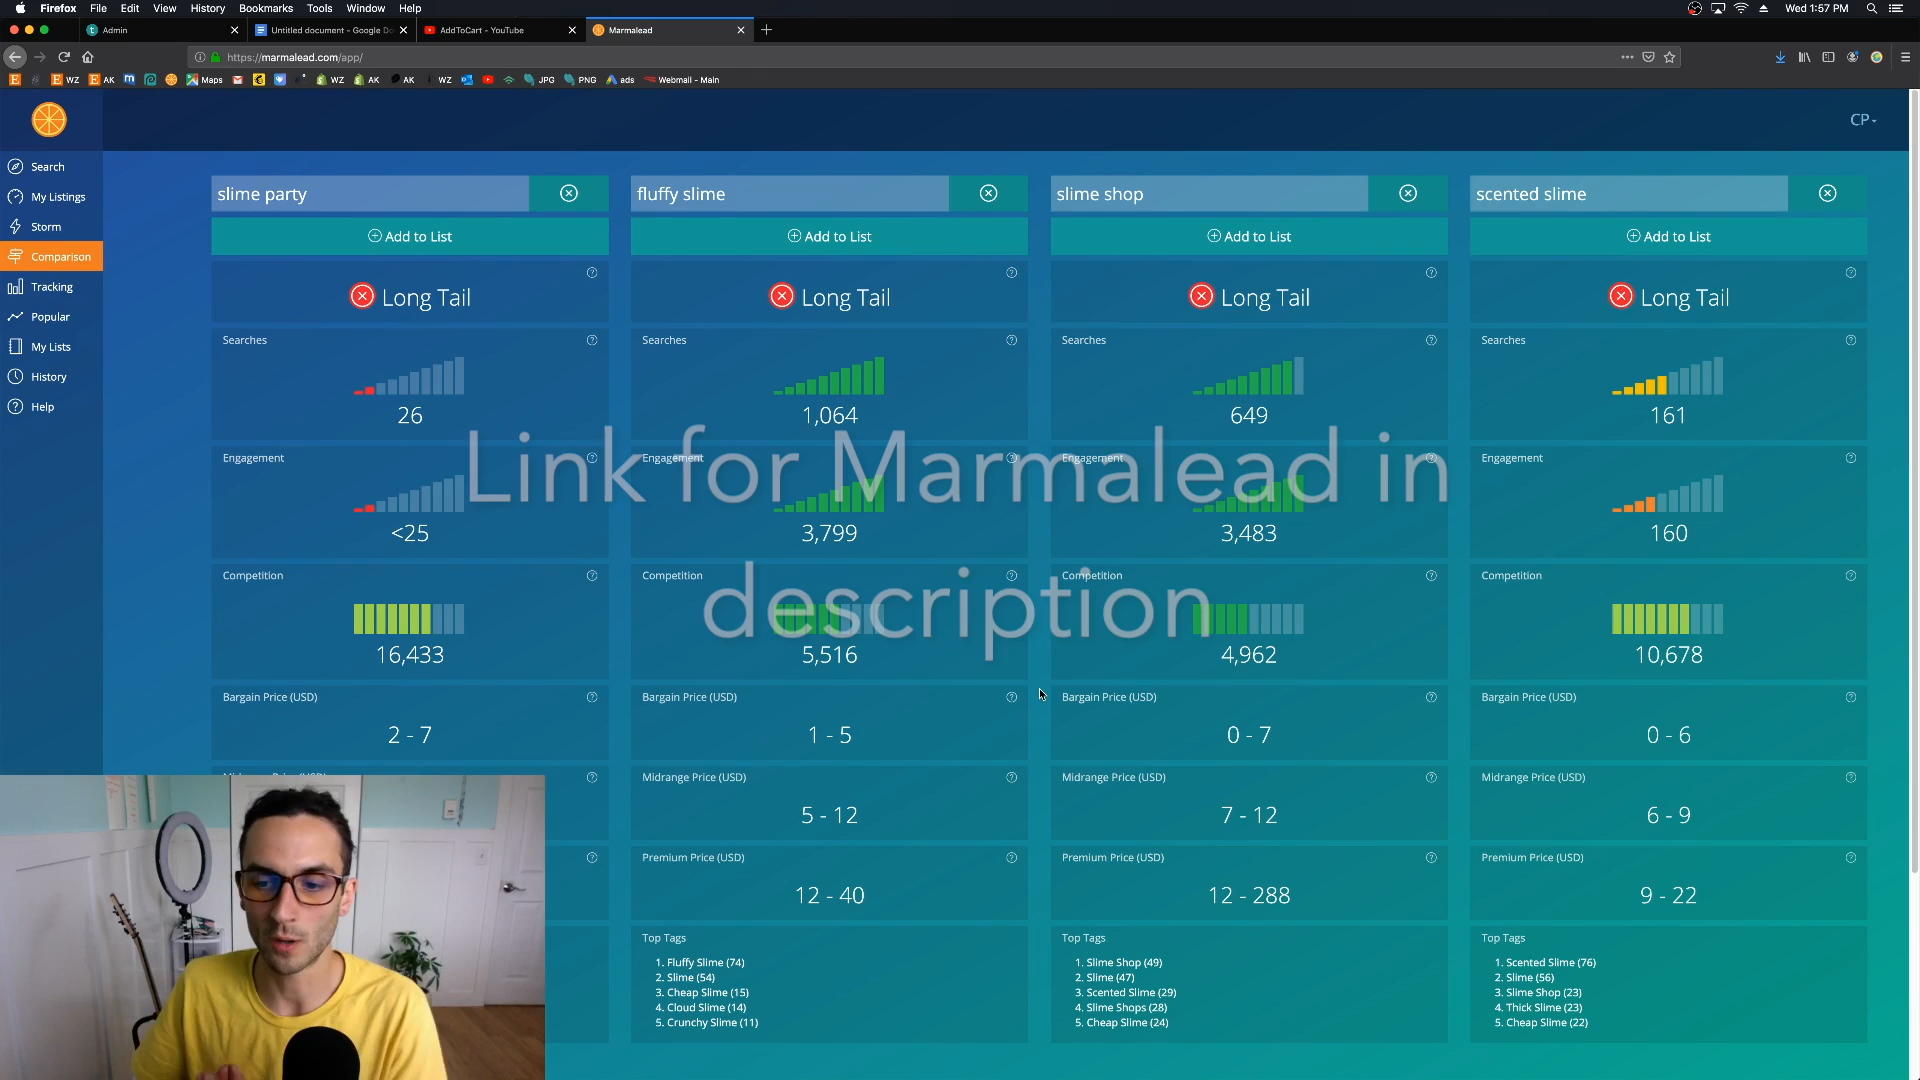 Firefox File Edit View History Bookmarks Tools Window Help Wed 1:57 PM
Admin Untitled document - Google Do AddToCart - YouTube Marmalead
https://marmalead.com/app/
WZ AK Maps WZ AK AK WZ JPG PNG ads Webmail - Main
CP
Search
My Listings
Storm
Comparison
Tracking
Popular
My Lists
History
Help
slime party
Add to List
Long Tail
Searches
26
Engagement
<25
Competition
16,433
Bargain Price (USD)
2 - 7
fluffy slime
Add to List
Long Tail
Searches
1,064
Engagement
3,799
Competition
5,516
Bargain Price (USD)
1 - 5
Midrange Price (USD)
5 - 12
Premium Price (USD)
12 - 40
Top Tags
1. Fluffy Slime (74)
2. Slime (54)
3. Cheap Slime (15)
4. Cloud Slime (14)
5. Crunchy Slime (11)
slime shop
Add to List
Long Tail
Searches
649
Engagement
3,483
Competition
4,962
Bargain Price (USD)
0 - 7
Midrange Price (USD)
7 - 12
Premium Price (USD)
12 - 288
Top Tags
1. Slime Shop (49)
2. Slime (47)
3. Scented Slime (29)
4. Slime Shops (28)
5. Cheap Slime (24)
scented slime
Add to List
Long Tail
Searches
161
Engagement
160
Competition
10,678
Bargain Price (USD)
0 - 6
Midrange Price (USD)
6 - 9
Premium Price (USD)
9 - 22
Top Tags
1. Scented Slime (76)
2. Slime (56)
3. Slime Shop (23)
4. Thick Slime (23)
5. Cheap Slime (22)
Link for Marmalead in
description